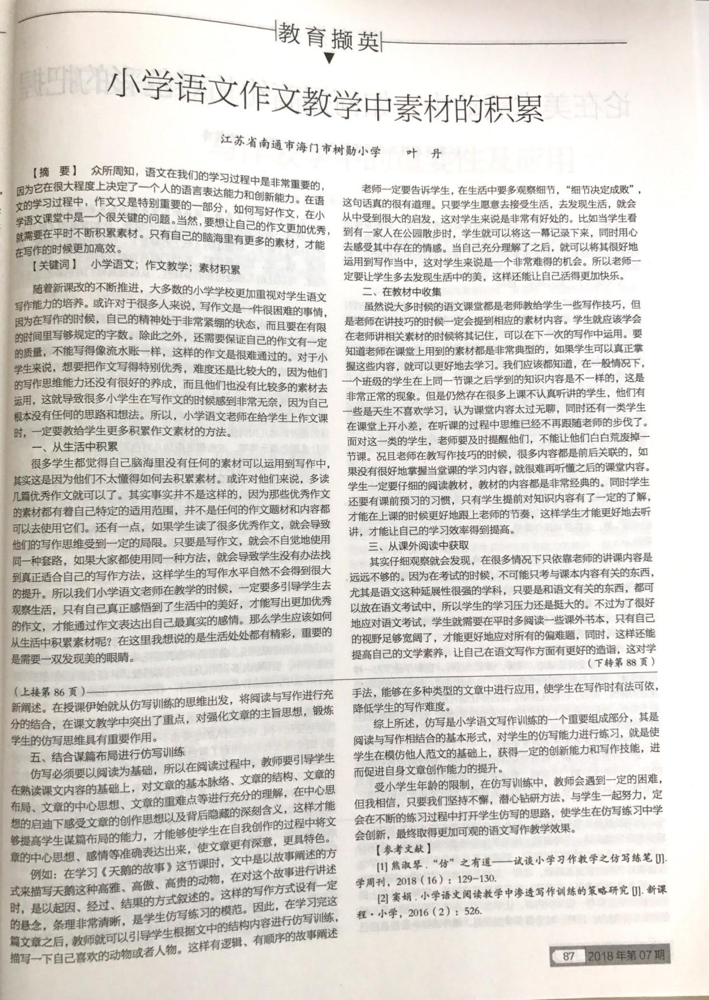 教育撷英
小学语文作文教学中素材的积累
江苏省南通市海门市树勋小学 叶 丹
【摘 要】 众所周知，语文在我们的学习过程中是非常重要的，
因为它在很大程度上决定了一个人的语言表达能力和创新能力。在语
文的学习过程中，作文又是特别重要的一部分，如何写好作文，在小
学语文课堂中是一个很关键的问题。当然，要想让自己的作文更加优秀，
就需要在平时不断积累素材。只有自己的脑海里有更多的素材，才能
在写作的时候更加高效。
【关键词】 小学语文；作文教学；素材积累
随着新课改的不断推进，大多数的小学学校更加重视对学生语文
写作能力的培养。或许对于很多人来说，写作文是一件很困难的事情，
因为在写作的时候，自己的精神处于非常紧绷的状态，而且要在有限
的时间里写够规定的字数。除此之外，还需要保证自己的作文有一定
的质量，不能写得像流水账一样，这样的作文是很难通过的。对于小
学生来说，想要把作文写得特别优秀，难度还是比较大的，因为他们
的写作思维能力还没有很好的养成，而且他们也没有比较多的素材去
运用，这就导致很多小学生在写作文的时候感到非常无奈，因为自己
根本没有任何的思路和想法。所以，小学语文老师在给学生上作文课
时，一定要教给学生更多积累作文素材的方法。
一、从生活中积累
很多学生都觉得自己脑海里没有任何的素材可以运用到写作中，
其实这是因为他们不太懂得如何去积累素材。或许对他们来说，多读
几篇优秀作文就可以了。其实事实并不是这样的，因为那些优秀作文
的素材都有着自己特定的适用范围，并不是任何的作文题材和内容都
可以去使用它们。还有一点，如果学生读了很多优秀作文，就会导致
他们的写作思维受到一定的局限。只要是写作文，就会不自觉地使用
同一种套路，如果大家都使用同一种方法，就会导致学生没有办法找
到真正适合自己的写作方法，这样学生的写作水平自然不会得到很大
的提升。所以我们小学语文老师在教学的时候，一定要多引导学生去
观察生活，只有自己真正感悟到了生活中的美好，才能写出更加优秀
的作文，才能通过作文表达出自己最真实的感情。那么学生应该如何
从生活中积累素材呢？在这里我想说的是生活处处都有精彩，重要的
是需要一双发现美的眼睛。
老师一定要告诉学生，在生活中要多观察细节，“细节决定成败”，
这句话真的很有道理。只要学生愿意去接受生活，去发现生活，就会
从中受到很大的启发，这对学生来说是非常有好处的。比如当学生看
到有一家人在公园散步时，学生就可以将这一幕记录下来，同时用心
去感受其中存在的情感。当自己充分理解了之后，就可以将其很好地
运用到写作当中，这对学生来说是一个非常难得的机会。所以老师一
定要让学生多去发现生活中的美，这样还能让自己活得更加快乐。
二、在教材中收集
虽然说大多时候的语文课堂都是老师教给学生一些写作技巧，但
是老师在讲技巧的时候一定会提到相应的素材内容。学生就应该学会
在老师讲相关素材的时候将其记住，可以在下一次的写作中运用。要
知道老师在课堂上用到的素材都是非常典型的，如果学生可以真正掌
握这些内容，就可以更好地去学习。我们应该都知道，在一般情况下，
一个班级的学生在上同一节课之后学到的知识内容是不一样的，这是
非常正常的现象。但是仍然存在很多上课不认真听讲的学生，他们有
一些是天生不喜欢学习，认为课堂内容太过无聊，同时还有一类学生
在课堂上开小差，在听课的过程中思维已经不再跟随老师的步伐了。
面对这一类的学生，老师要及时提醒他们，不能让他们白白荒废掉一
节课。况且老师在教写作技巧的时候，很多内容都是前后关联的，如
果没有很好地掌握当堂课的学习内容，就很难再听懂之后的课堂内容。
学生一定要仔细的阅读教材，教材的内容都是非常经典的。同时学生
还要有课前预习的习惯，只有学生提前对知识内容有了一定的了解，
才能在上课的时候更好地跟上老师的节奏，这样学生才能更好地去听
讲，才能让自己的学习效率得到提高。
三、从课外阅读中获取
其实仔细观察就会发现，在很多情况下只依靠老师的讲课内容是
远远不够的。因为在考试的时候，不可能只考与课本内容有关的东西，
尤其是语文这种延展性很强的学科，只要是和语文有关的东西，都可
以放在语文考试中，所以学生的学习压力还是挺大的。不过为了很好
地应对语文考试，学生就需要在平时多阅读一些课外书本，只有自己
的视野足够宽阔了，才能更好地应对所有的偏难题，同时，这样还能
提高自己的文学素养，让自己在语文写作方面有更好的造诣，这对学
（下转第 88 页）
（上接第 86 页）
新阐述。在授课伊始就从仿写训练的思维出发，将阅读与写作进行充
分的结合，在课文教学中突出了重点，对强化文章的主旨思想，锻炼
学生的仿写思维具有重要作用。
五、结合谋篇布局进行仿写训练
仿写必须要以阅读为基础，所以在阅读过程中，教师要引导学生
在熟读课文内容的基础上，对文章的基本脉络、文章的结构、文章的
布局、文章的中心思想、文章的重难点等进行充分的理解，在中心思
想的启迪下感受文章的创作思想以及背后隐藏的深刻含义，这样才能
够提高学生谋篇布局的能力，才能够使学生在自我创作的过程中将文
章的中心思想、感情等准确表达出来，使文章更有深意，更具特色。
例如：在学习《天鹅的故事》这节课时，文中是以故事阐述的方
式来描写天鹅这种高雅、高傲、高贵的动物，在对这个故事进行讲述
时，是以起因、经过、结果的方式叙述的。这样的写作方式设有一定
的悬念，条理非常清晰，是学生仿写练习的模范。因此，在学习完这
篇文章之后，教师就可以引导学生根据文中的结构内容进行仿写训练，
描写一下自己喜欢的动物或者人物。这样有逻辑、有顺序的故事阐述
手法，能够在多种类型的文章中进行应用，使学生在写作时有法可依，
降低学生的写作难度。
综上所述，仿写是小学语文写作训练的一个重要组成部分，其是
阅读与写作相结合的基本形式，对学生的仿写能力进行练习，就是使
学生在模仿他人范文的基础上，获得一定的创新能力和写作技能，进
而促进自身文章创作能力的提升。
受小学生年龄的限制，在仿写训练中，教师会遇到一定的困难，
但我相信，只要我们坚持不懈，潜心钻研方法，与学生一起努力，定
会在不断的练习过程中打开学生仿写的思路，使学生在仿写练习中学
会创新，最终取得更加可观的语文写作教学效果。
【参考文献】
[1] 熊淑琴．“仿”之有道——试谈小学习作教学之仿写练笔 [J].
学周刊，2018（16）：129-130.
[2] 窦娟．小学语文阅读教学中渗透写作训练的策略研究 [J]. 新课
程·小学，2016（2）：526.
87 2018 年第 07 期